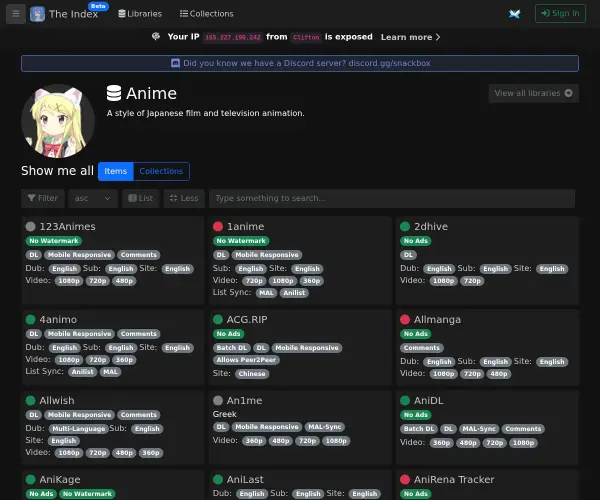 The Index Beta Libraries Collections Sign In
Your IP 165.227.190.242 from Clifton is exposed Learn more
Did you know we have a Discord server? discord.gg/snackbox
Anime
View all libraries
A style of Japanese film and television animation.
Show me all Items Collections
Filter asc List Less Type something to search...
123Animes
No Watermark
DL Mobile Responsive Comments
Dub: English Sub: English Site: English
Video: 1080p 720p 480p
1anime
No Watermark
DL Mobile Responsive
Sub: English Site: English
Video: 720p 1080p 360p
List Sync: MAL Anilist
2dhive
No Ads
DL
Dub: English Sub: English Site: English
Video: 1080p 720p
4animo
DL Mobile Responsive Comments
Dub: English Sub: English Site: English
Video: 1080p 720p 360p
List Sync: Anilist MAL
ACG.RIP
No Ads
Batch DL DL Mobile Responsive
Allows Peer2Peer
Site: Chinese
Allmanga
No Ads
Comments
Dub: English Sub: English Site: English
Video: 1080p 720p 480p
Allwish
DL Mobile Responsive Comments
Dub: Multi-Language Sub: English
Site: English
Video: 1080p 720p 480p 360p
An1me
Greek
DL Mobile Responsive MAL-Sync
Video: 360p 480p 720p 1080p
AniDL
No Ads
Batch DL DL MAL-Sync Comments
Video: 360p 480p 720p 1080p
AniKage
No Ads No Watermark
AniLast
Dub: English Sub: English Site: English
AniRena Tracker
No Ads